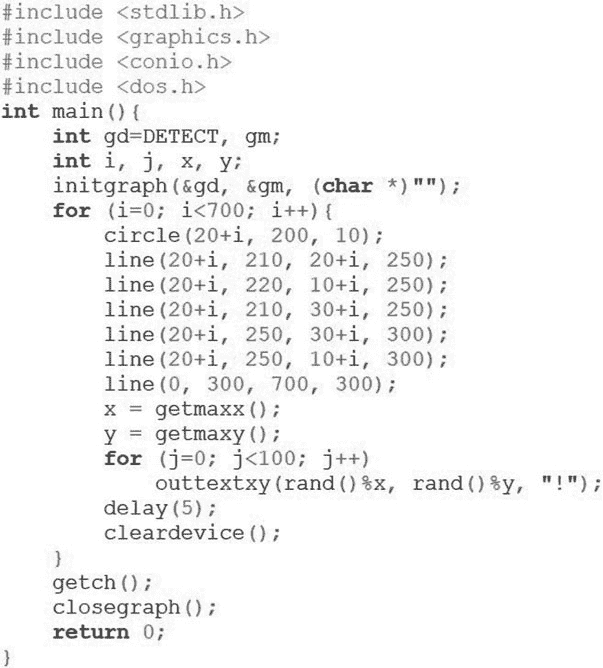 #include <stdlib.h>
#include <graphics.h>
#include <conio.h>
#include <dos.h>
int main(){
    int gd=DETECT, gm;
    int i, j, x, y;
    initgraph(&gd, &gm, (char *)"");
    for (i=0; i<700; i++){
        circle(20+i, 200, 10);
        line(20+i, 210, 20+i, 250);
        line(20+i, 220, 10+i, 250);
        line(20+i, 210, 30+i, 250);
        line(20+i, 250, 30+i, 300);
        line(20+i, 250, 10+i, 300);
        line(0, 300, 700, 300);
        x = getmaxx();
        y = getmaxy();
        for (j=0; j<100; j++)
            outtextxy(rand()%x, rand()%y, "!");
        delay(5);
        cleardevice();
    }
    getch();
    closegraph();
    return 0;
}